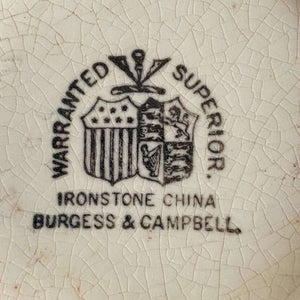 WARRANTED SUPERIOR.
IRONSTONE CHINA
BURGESS & CAMPBELL.